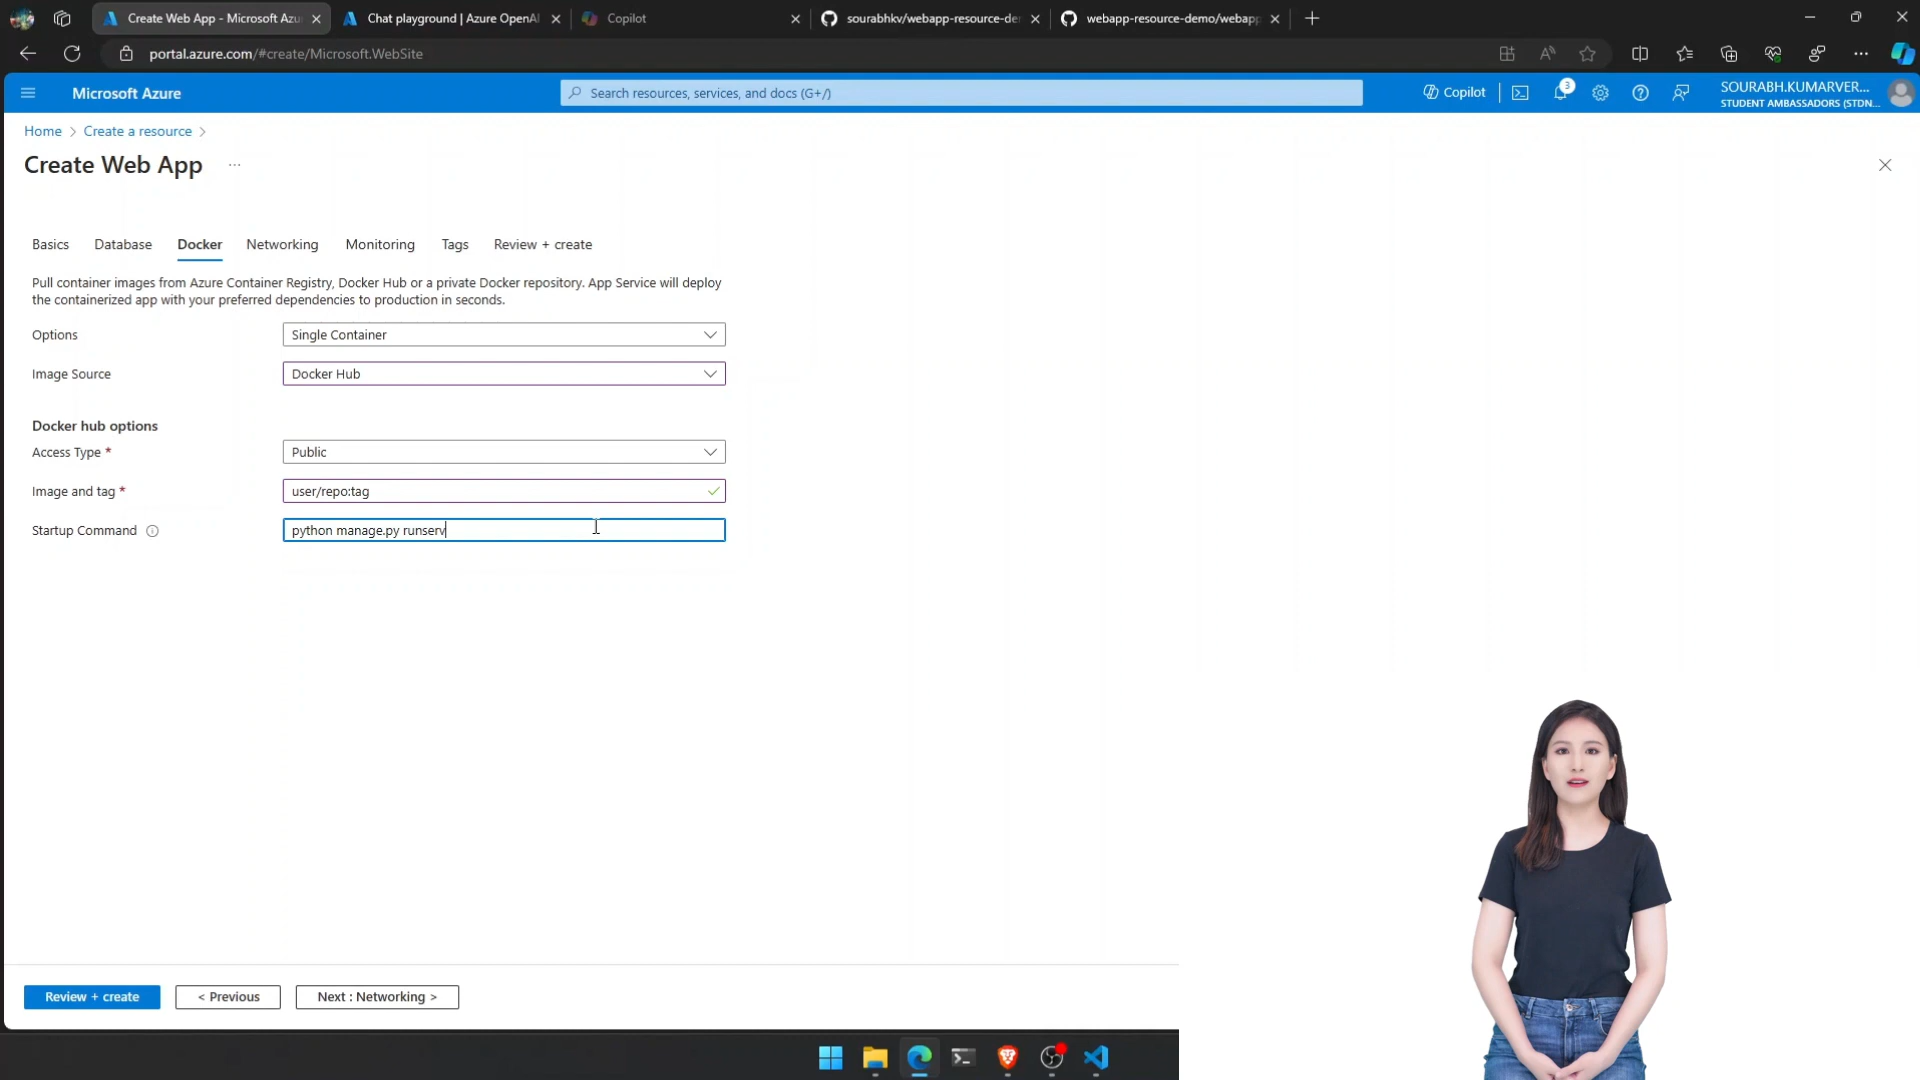 Create Web App - Microsoft Azu
Chat playground | Azure OpenAI
Copilot
sourabhkv/webapp-resource-de
webapp-resource-demo/webapp
portal.azure.com/#create/Microsoft.WebSite
Microsoft Azure
Search resources, services, and docs (G+/)
Copilot
3
SOURABH.KUMARVER...
STUDENT AMBASSADORS (STDN...
Home > Create a resource >
Create Web App ...
Basics Database Docker Networking Monitoring Tags Review + create
Pull container images from Azure Container Registry, Docker Hub or a private Docker repository. App Service will deploy
the containerized app with your preferred dependencies to production in seconds.
Options Single Container
Image Source Docker Hub
Docker hub options
Access Type * Public
Image and tag * user/repo:tag
Startup Command python manage.py runserv
Review + create < Previous Next : Networking >